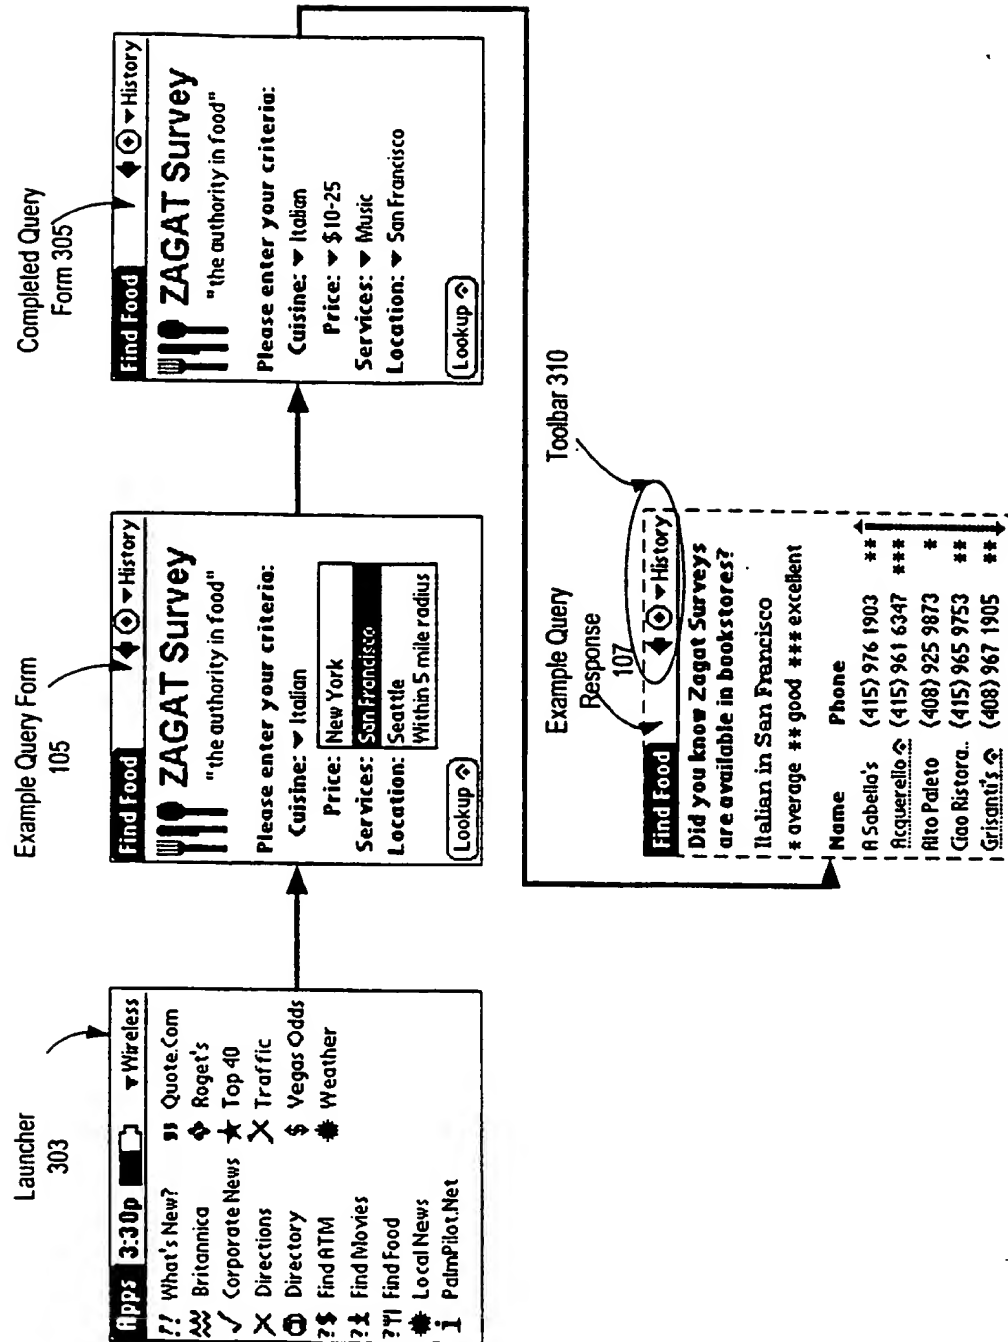 Launcher
303
Apps 3:30p ▾Wireless
?? What's New?
Britannica
Corporate News
Directions
Directory
?$ Find ATM
? Find Movies
? Find Food
Local News
i PalmPilot.Net
Quote.Com
Roget's
Top 40
Traffic
$ Vegas Odds
Weather
Example Query Form
105
Find Food ▾History
ZAGAT Survey
"the authority in food"
Please enter your criteria:
Cuisine: ▾ Italian
Price:
Services:
Location:
New York
San Francisco
Seattle
Within 5 mile radius
Lookup
Completed Query
Form 305
Find Food ▾History
ZAGAT Survey
"the authority in food"
Please enter your criteria:
Cuisine: ▾ Italian
Price: ▾ $10-25
Services: ▾ Music
Location: ▾ San Francisco
Lookup
Example Query
Response
107
Toolbar 310
Find Food ▾History
Did you know Zagat Surveys
are available in bookstores?
Italian in San Francisco
* average ** good *** excellent
Name Phone
A Sabella's (415) 976 1903 **
Acquerello (415) 961 6347 ***
Alto Paleto (408) 925 9873 *
Ciao Ristora.. (415) 965 9753 **
Grisanti's (408) 967 1905 **